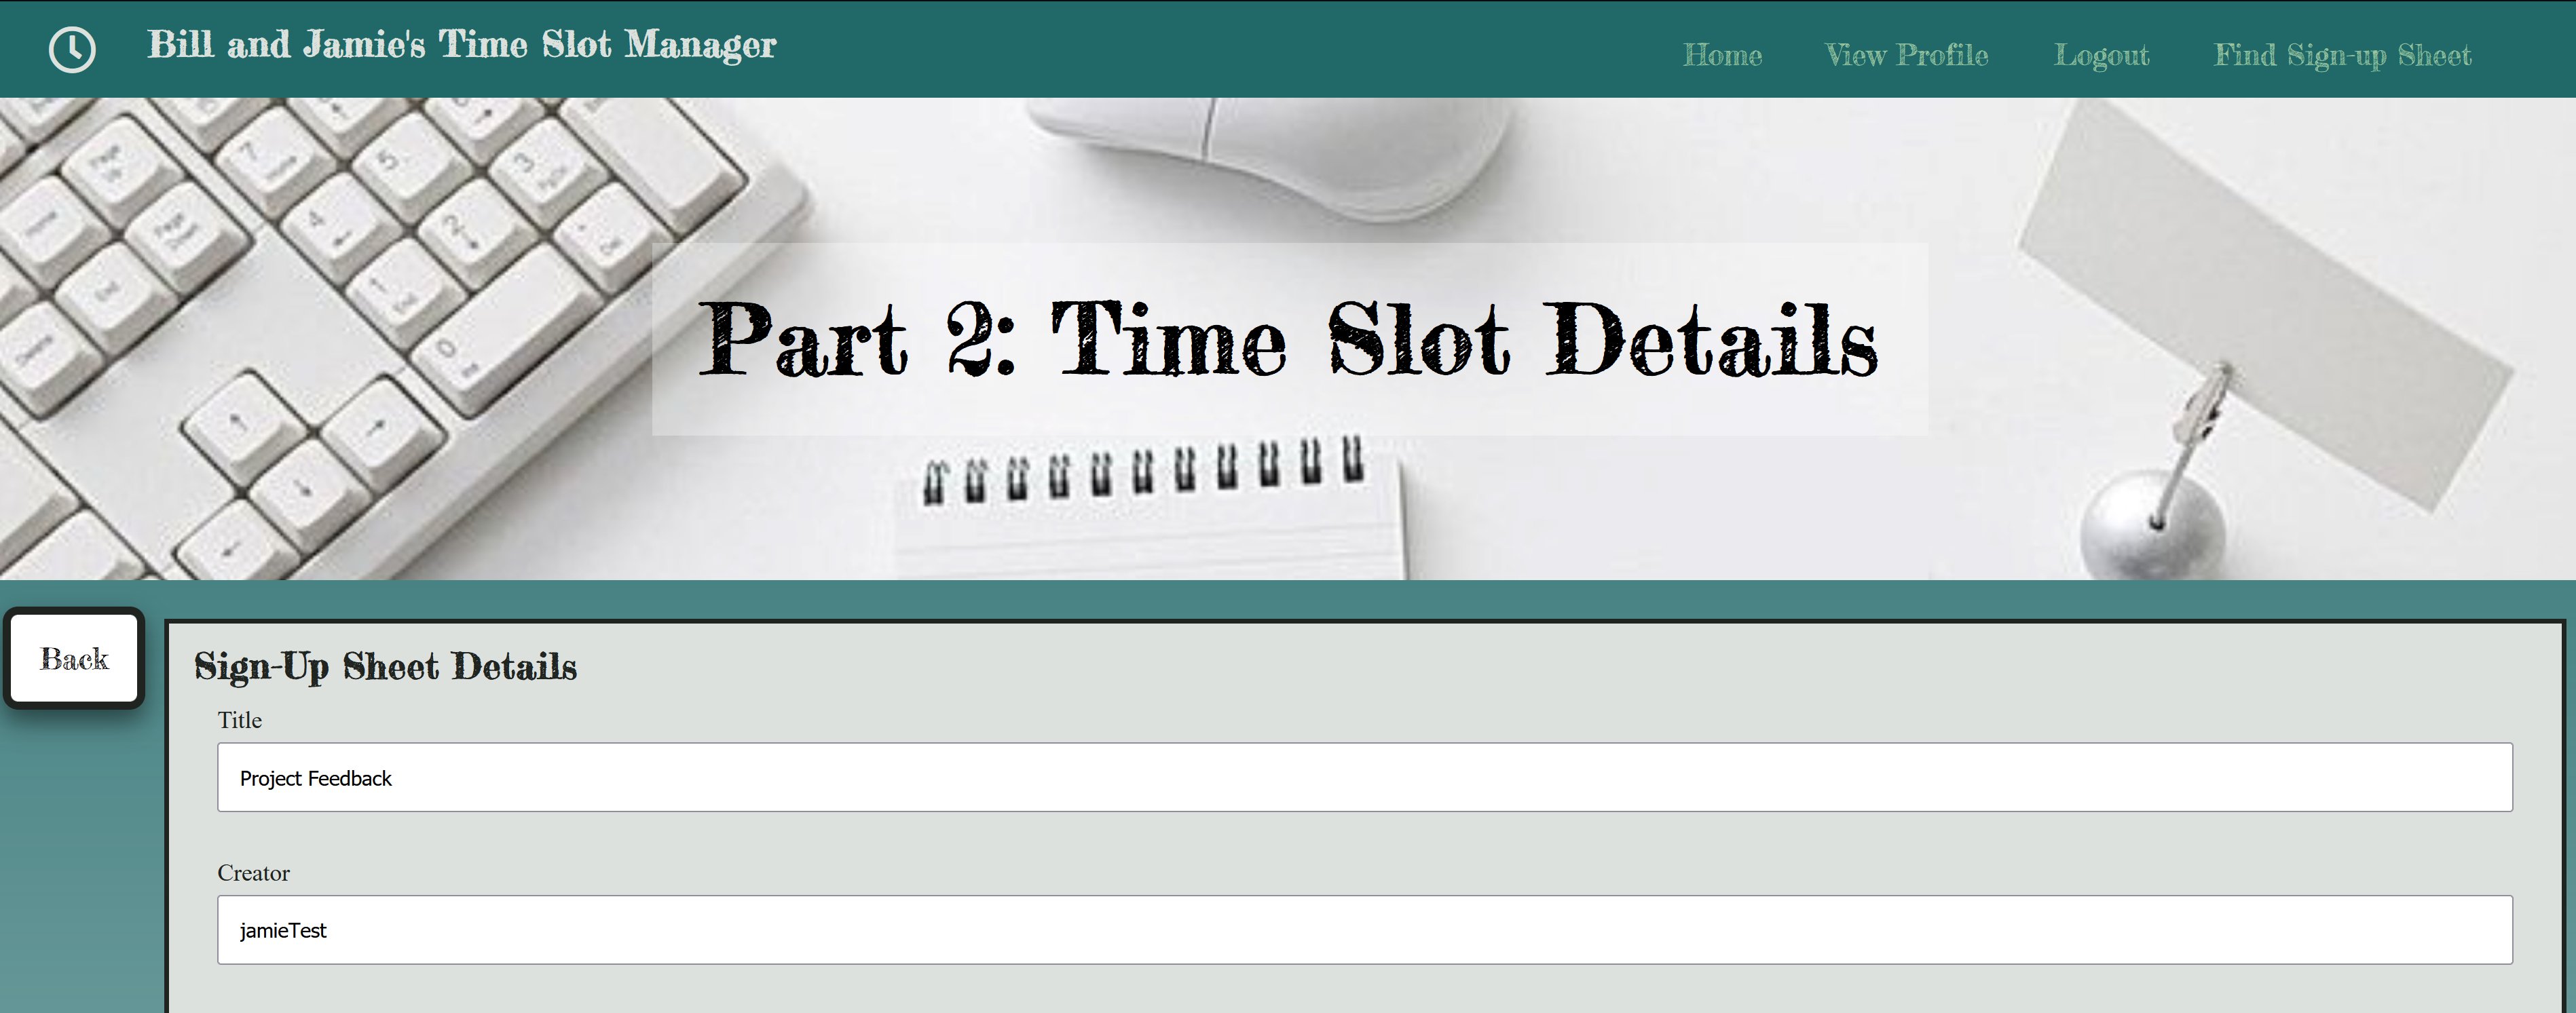 Bill and Jamie's Time Slot Manager
Home View Profile Logout Find Sign-up Sheet
Part 2: Time Slot Details
Back
Sign-Up Sheet Details
Title
Project Feedback
Creator
jamieTest